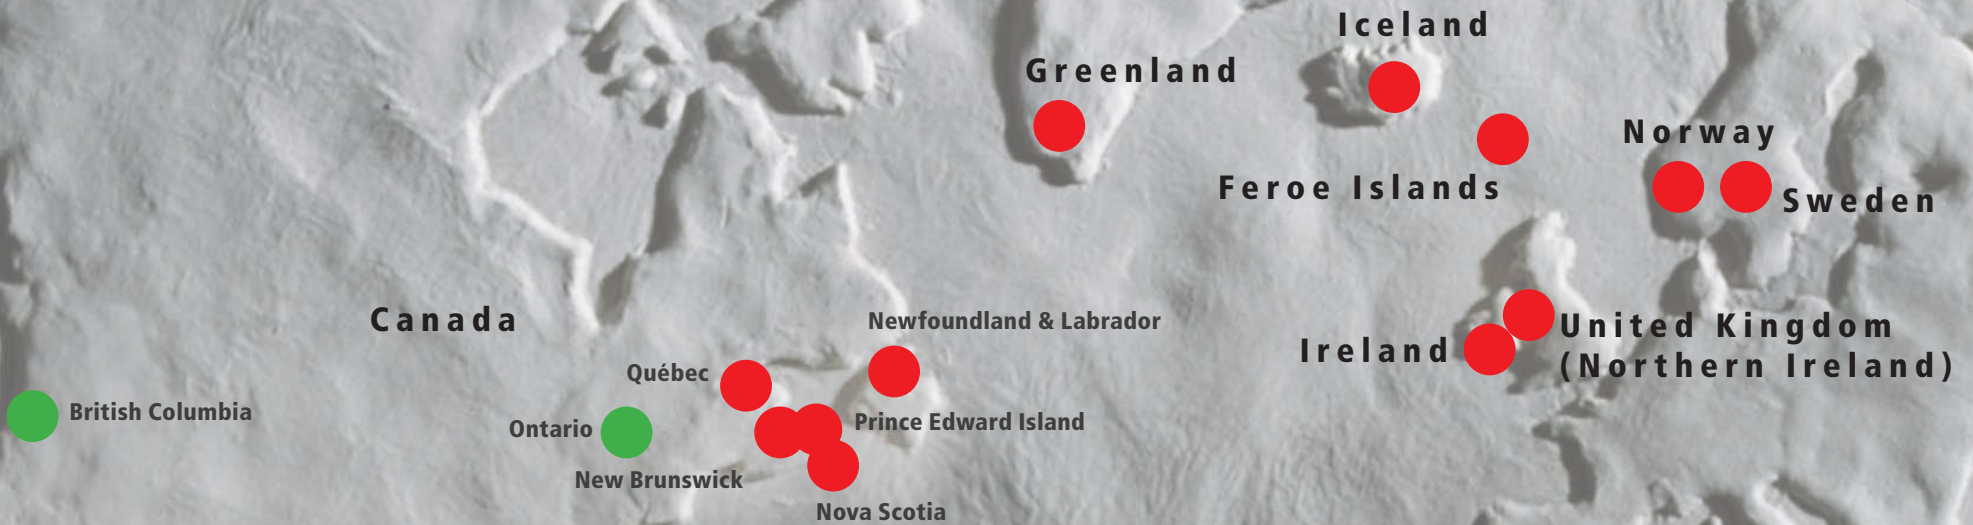 Iceland
Greenland
Norway
Feroe Islands
Sweden
Canada
Newfoundland & Labrador
United Kingdom
(Northern Ireland)
Ireland
Québec
British Columbia
Prince Edward Island
Ontario
New Brunswick
Nova Scotia